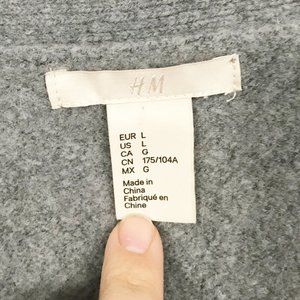 H M
EUR L
US L
CA G
CN 175/104A
MX G
Made in
China
Fabriqué en
Chine